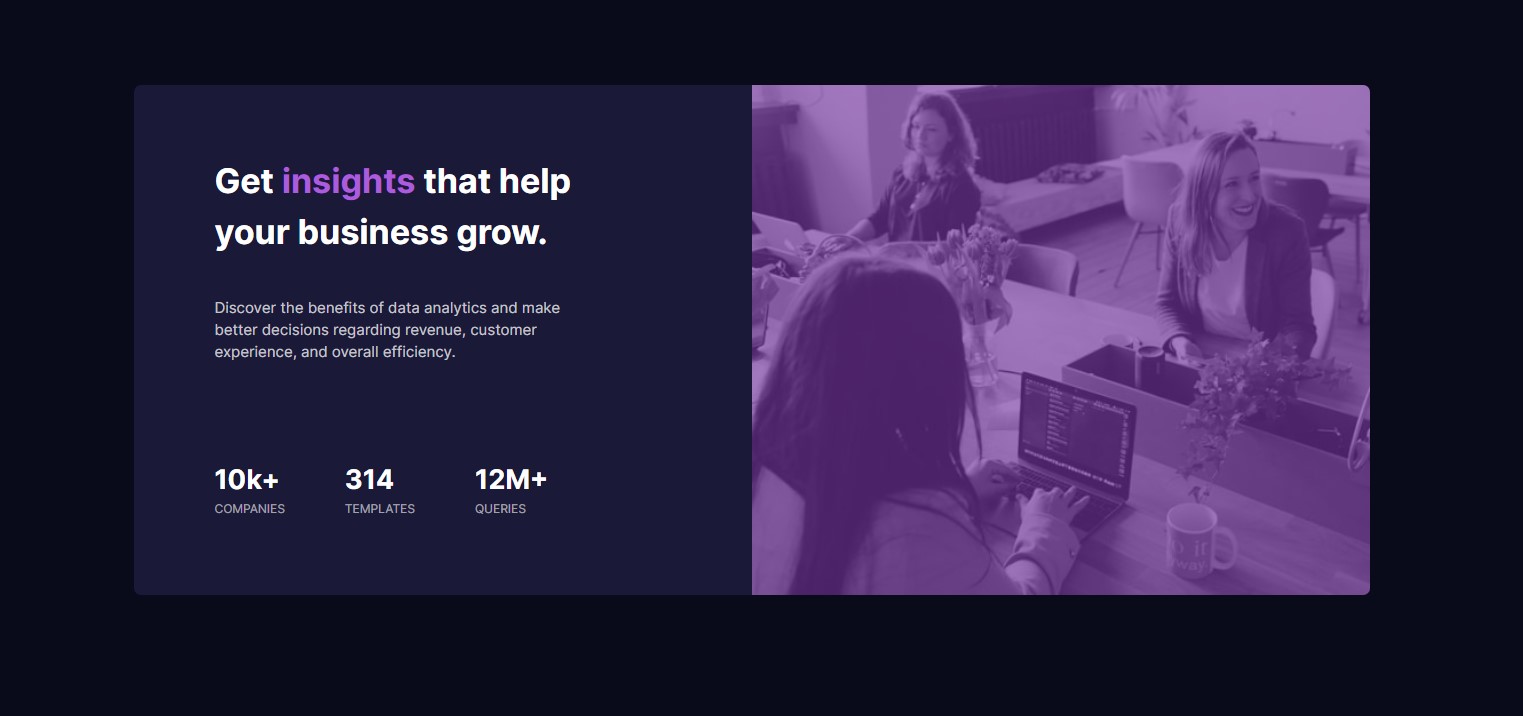 Get insights that help
your business grow.
Discover the benefits of data analytics and make
better decisions regarding revenue, customer
experience, and overall efficiency.
10k+ 314 12M+
COMPANIES TEMPLATES QUERIES